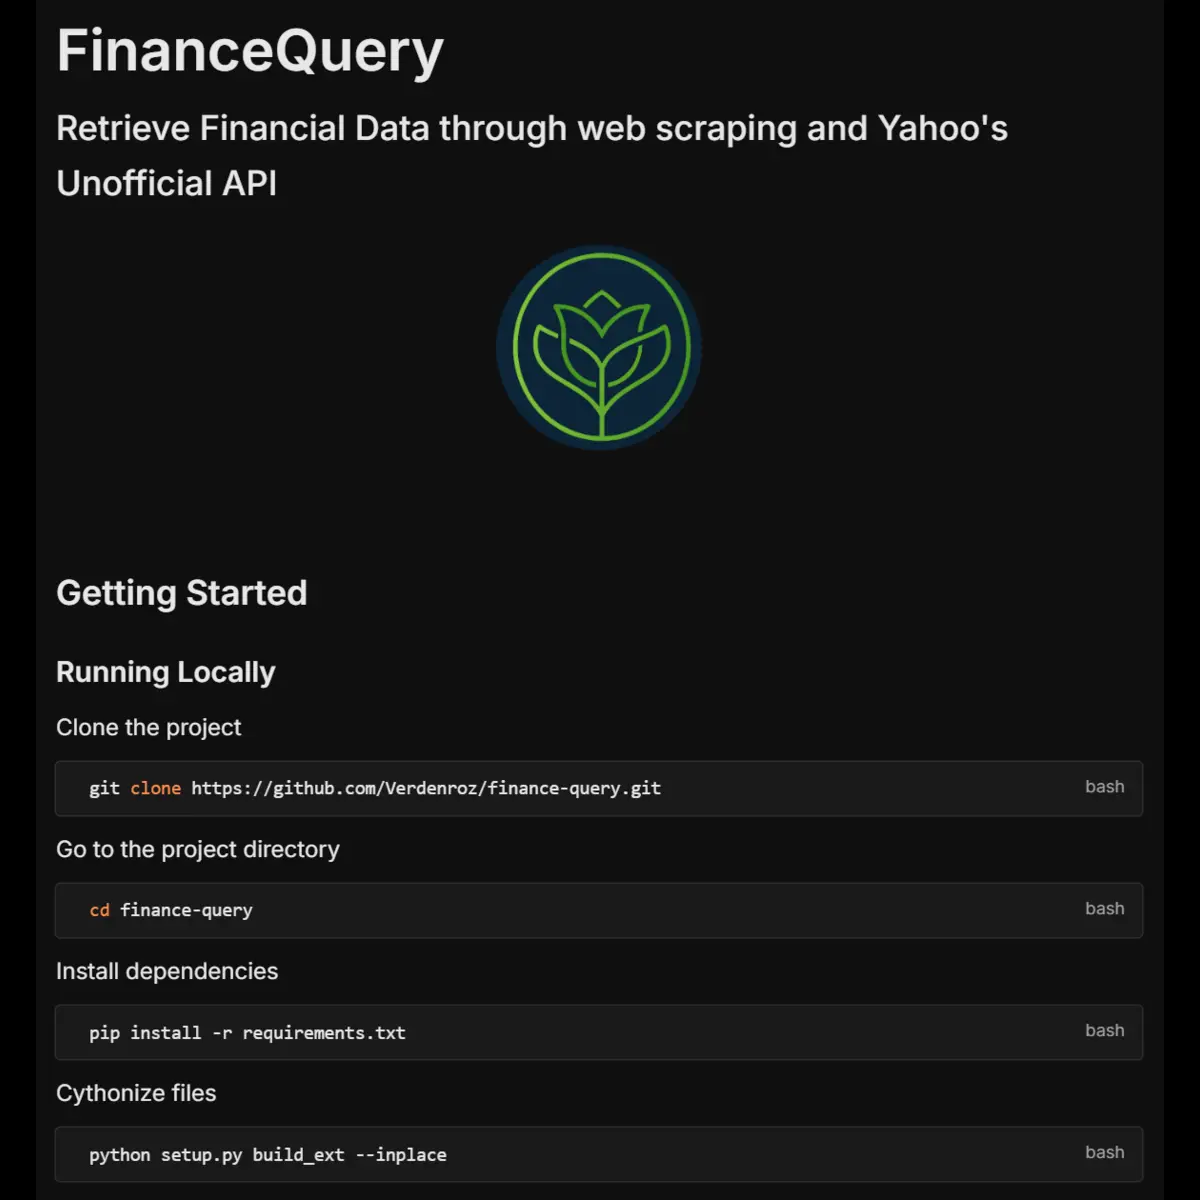 FinanceQuery
Retrieve Financial Data through web scraping and Yahoo's
Unofficial API
Getting Started
Running Locally
Clone the project
git clone https://github.com/Verdenroz/finance-query.git
bash
Go to the project directory
cd finance-query
bash
Install dependencies
pip install -r requirements.txt
bash
Cythonize files
python setup.py build_ext --inplace
bash